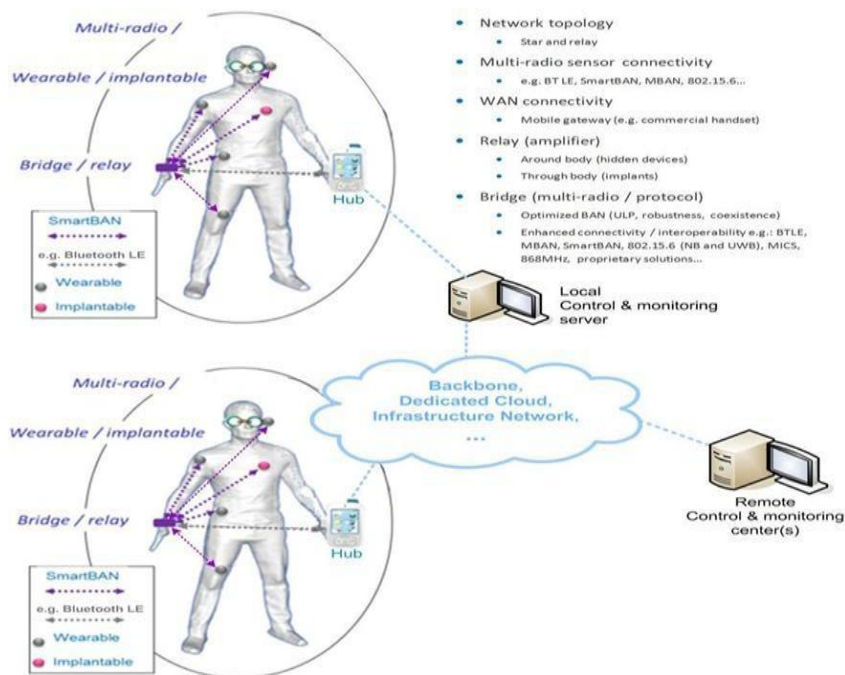 Multi-radio /
Wearable / implantable
Bridge / relay
Hub
SmartBAN
e.g. Bluetooth LE
Wearable
Implantable
Network topology
Star and relay
Multi-radio sensor connectivity
e.g. BT LE, SmartBAN, MBAN, 802.15.6...
WAN connectivity
Mobile gateway (e.g. commercial handset)
Relay (amplifier)
Around body (hidden devices)
Through body (implants)
Bridge (multi-radio / protocol)
Optimized BAN (ULP, robustness, coexistence)
Enhanced connectivity / interoperability e.g.: BTLE,
MBAN, SmartBAN, 802.15.6 (NB and UWB), MICS,
868MHz, proprietary solutions...
Local
Control & monitoring
server
Backbone,
Dedicated Cloud,
Infrastructure Network,
...
Multi-radio /
Wearable / implantable
Bridge / relay
Hub
SmartBAN
e.g. Bluetooth LE
Wearable
Implantable
Remote
Control & monitoring
center(s)